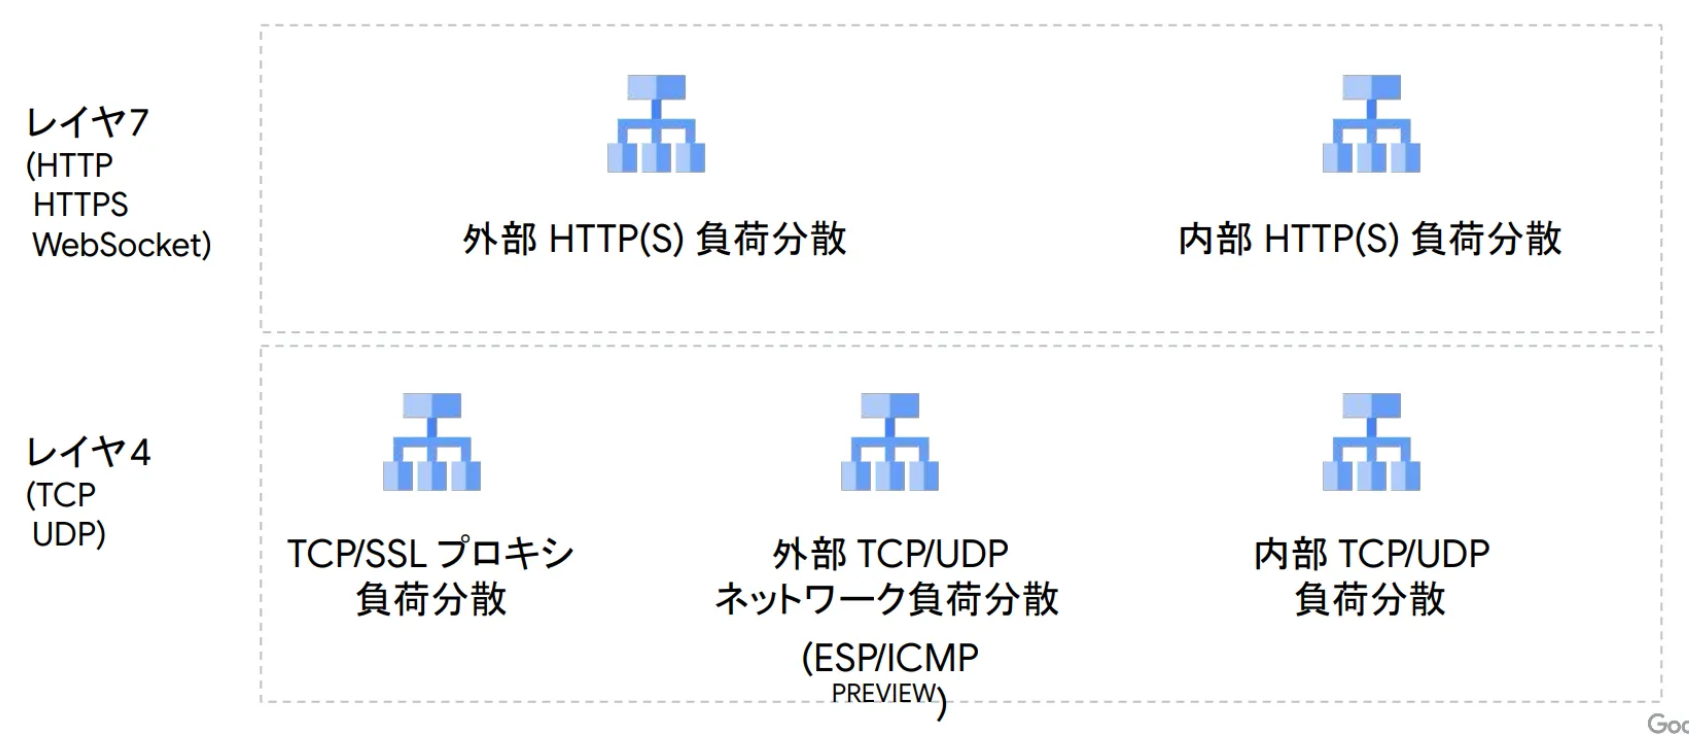 レイヤ7
(HTTP
HTTPS
WebSocket)
外部 HTTP(S) 負荷分散
内部 HTTP(S) 負荷分散
レイヤ4
(TCP
UDP)
TCP/SSL プロキシ
負荷分散
外部 TCP/UDP
ネットワーク負荷分散
(ESP/ICMP
PREVIEW)
内部 TCP/UDP
負荷分散